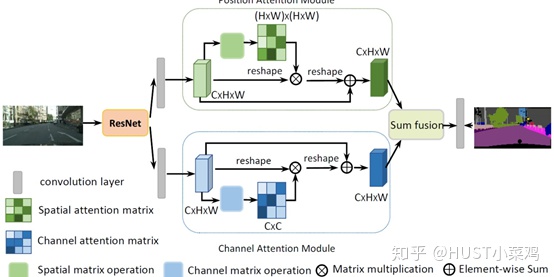 Position Attention Module
(HxW)x(HxW)
CxHxW
reshape
reshape
CxHxW
ResNet
Sum fusion
convolution layer
reshape
reshape
Spatial attention matrix
CxHxW
CxHxW
Channel attention matrix
CxC
Channel Attention Module
知乎 @HUST小菜鸡
Spatial matrix operation
Channel matrix operation
Matrix multiplication
Element-wise Sum